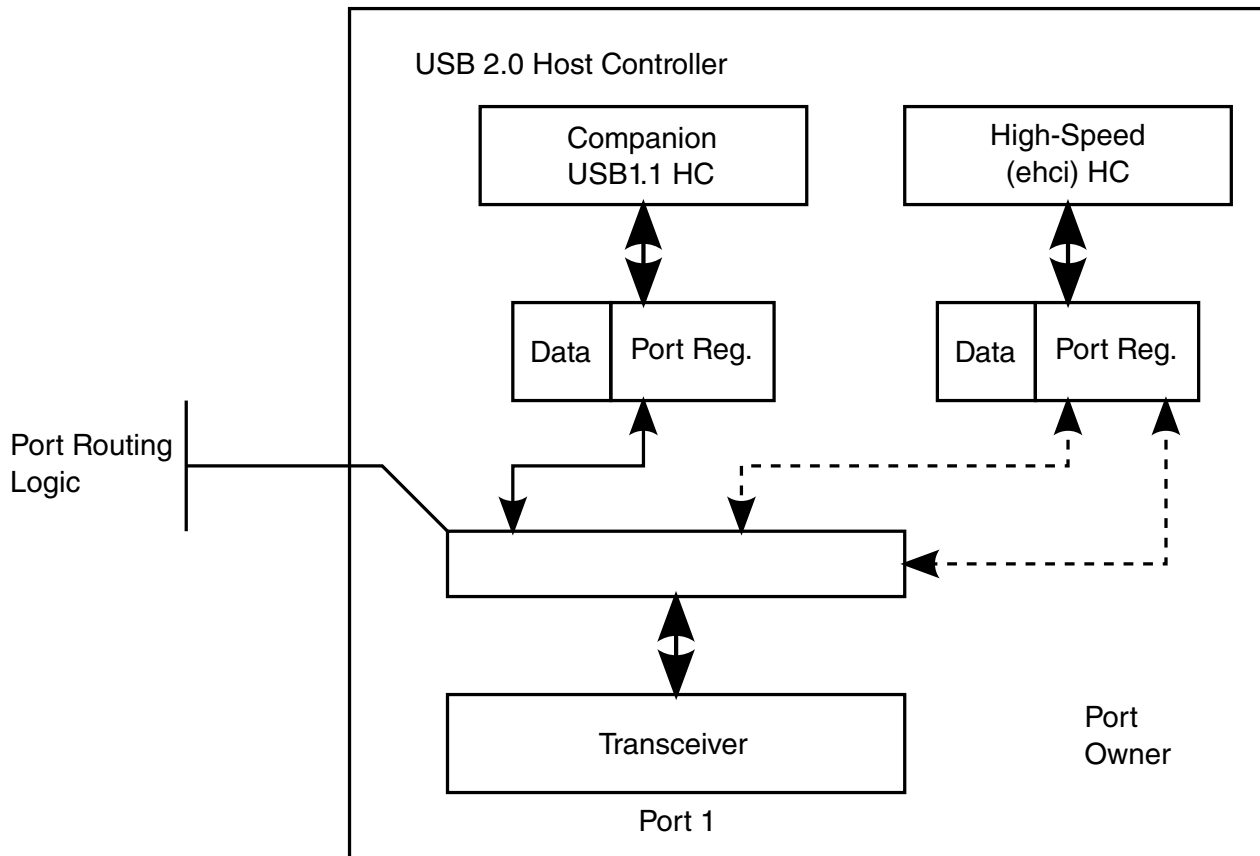 USB 2.0 Host Controller
Companion
USB1.1 HC
High-Speed
(ehci) HC
Data
Port Reg.
Data
Port Reg.
Port Routing
Logic
Transceiver
Port
Owner
Port 1